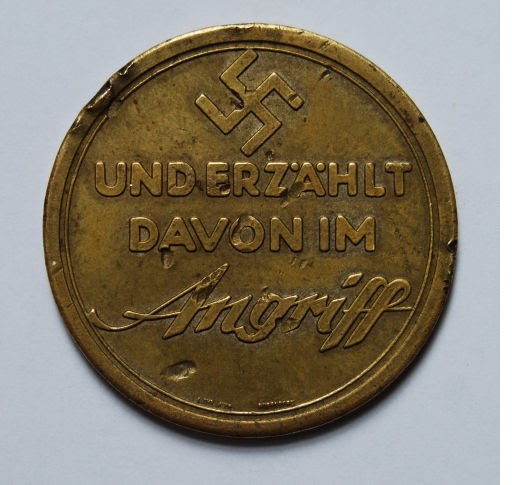 UND ERZÄHLT
DAVON IM
Angriff